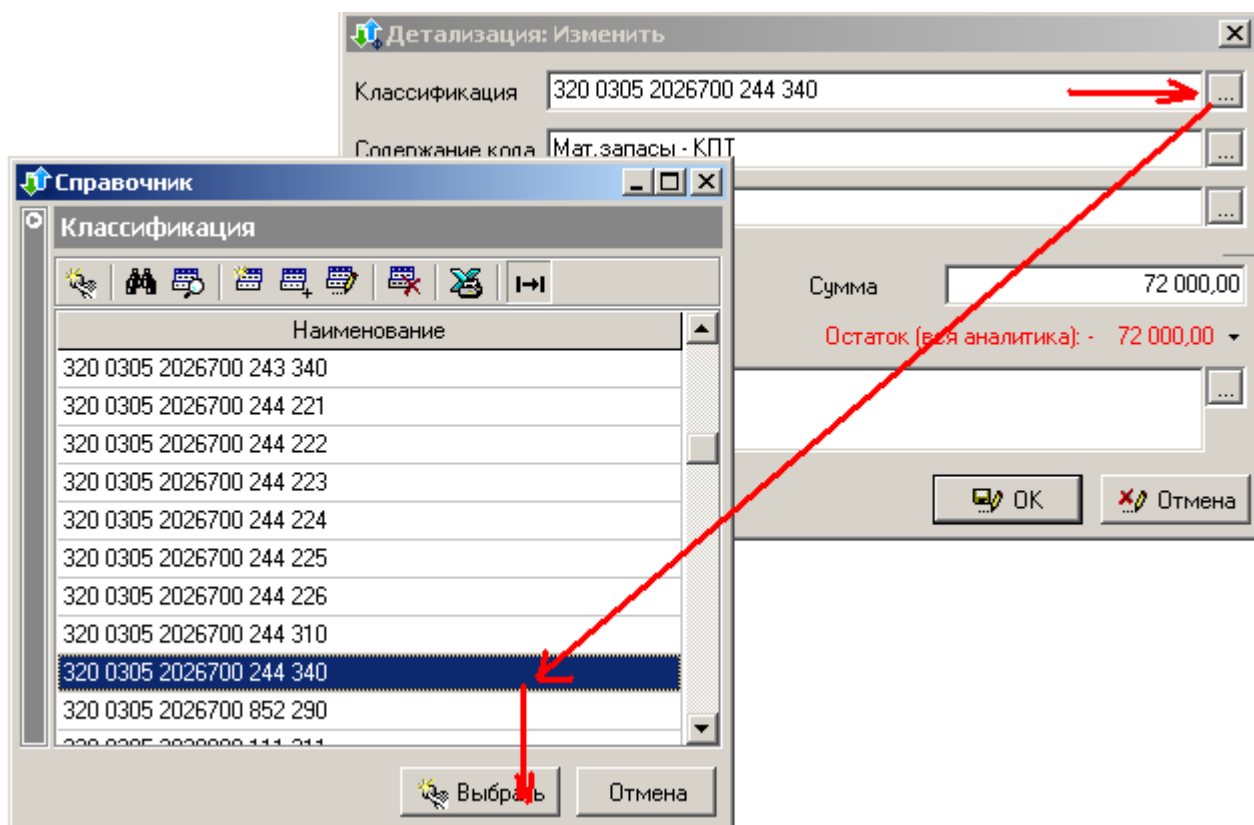 Детализация: Изменить
Классификация 320 0305 2026700 244 340 ...
Содержание кода Мат.запасы - КПТ ...
...
Сумма 72 000,00
Остаток (вся аналитика): - 72 000,00
...
OK Отмена
Справочник
Классификация
Наименование
320 0305 2026700 243 340
320 0305 2026700 244 221
320 0305 2026700 244 222
320 0305 2026700 244 223
320 0305 2026700 244 224
320 0305 2026700 244 225
320 0305 2026700 244 226
320 0305 2026700 244 310
320 0305 2026700 244 340
320 0305 2026700 852 290
Выбрать Отмена